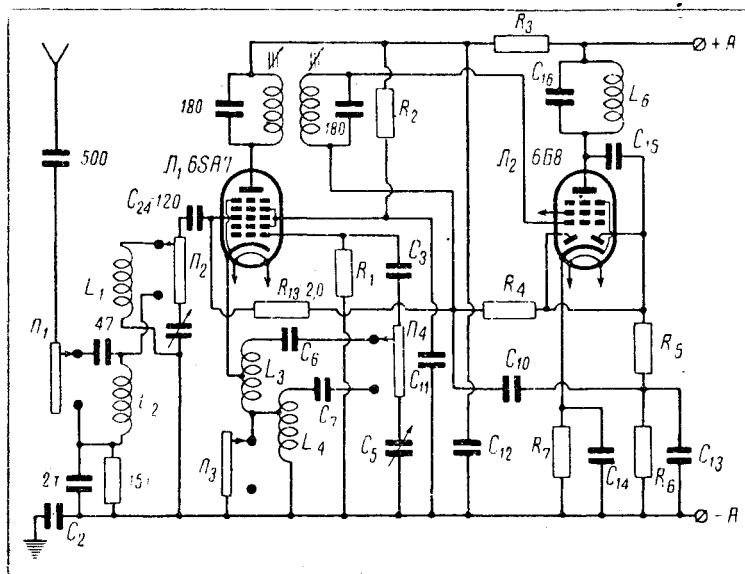 R₃
+ А
C₁₆
L₆
180
180
R₂
C₁₅
500
Л₁ 6SA7
Л₂ 6Б8
C₂₄-120
П₂
C₃
L₁
R₁
R₁₃ 2,0
R₄
П₁
47
П₄
R₅
C₆
C₁₁
C₁₀
L₃
C₇
L₂
L₄
C₅
C₁₂
R₇
C₁₃
П₃
2т
15т
C₁₄
R₆
C₂
- А